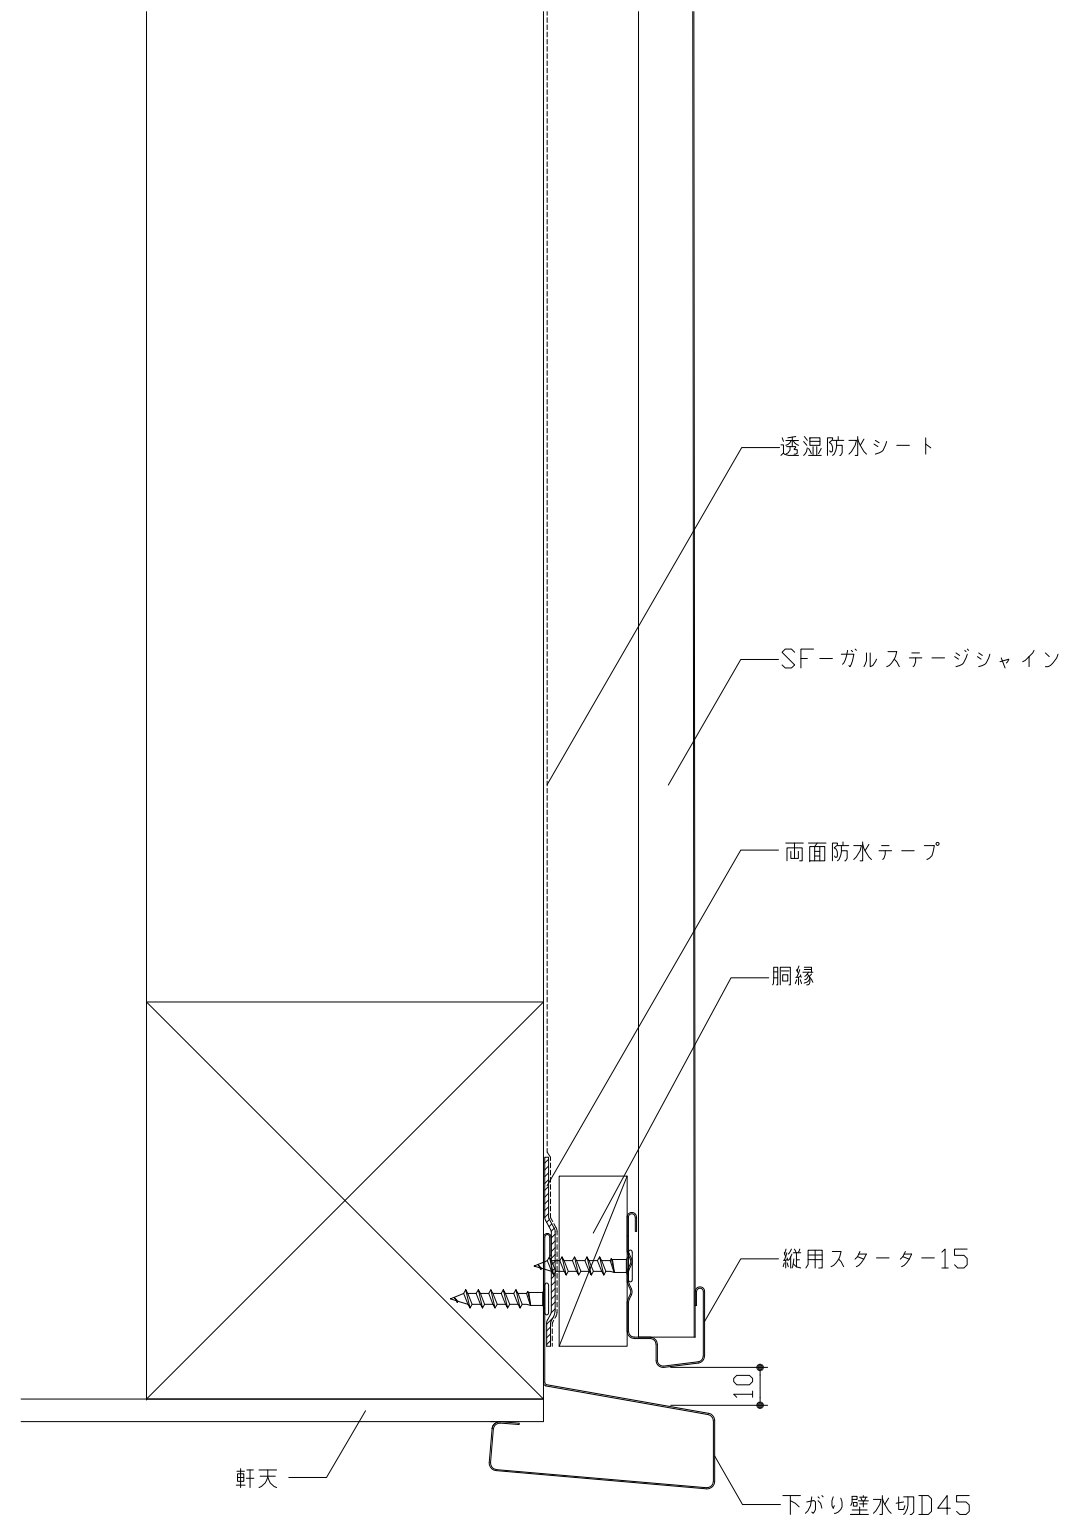 透湿防水シート
SFーガルステージシャイン
両面防水テープ
胴縁
縦用スターター15
10
軒天
下がり壁水切D45